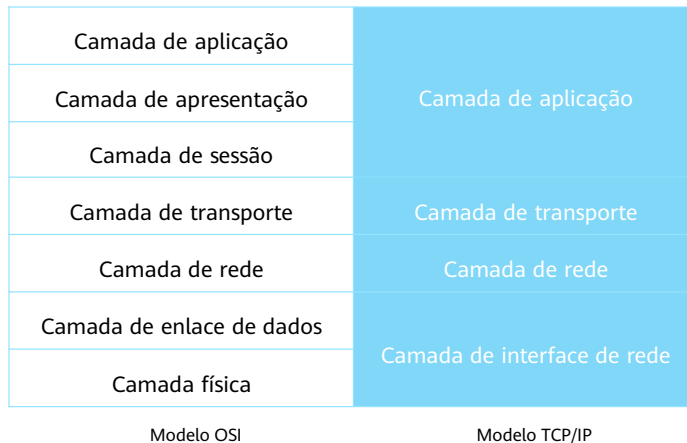 Camada de aplicação
Camada de apresentação
Camada de aplicação
Camada de sessão
Camada de transporte
Camada de transporte
Camada de rede
Camada de rede
Camada de enlace de dados
Camada de interface de rede
Camada física
Modelo OSI
Modelo TCP/IP